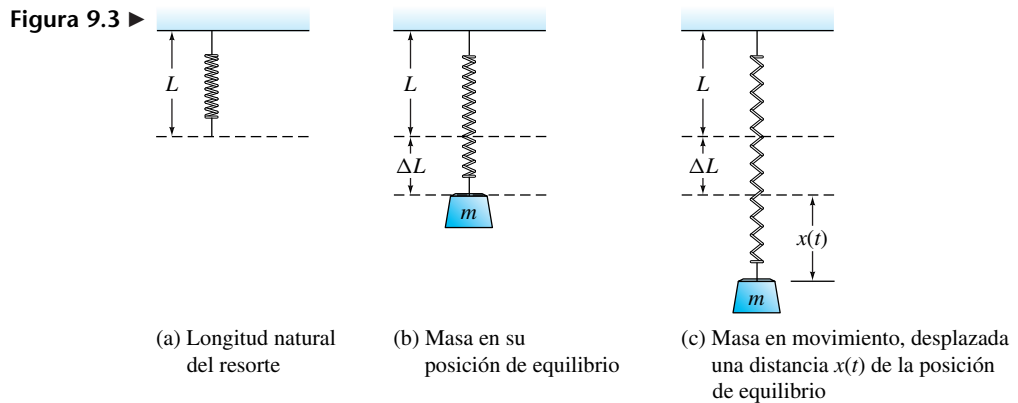 Figura 9.3 ►
L
L
ΔL
m
L
ΔL
x(t)
m
(a) Longitud natural
del resorte
(b) Masa en su
posición de equilibrio
(c) Masa en movimiento, desplazada
una distancia x(t) de la posición
de equilibrio